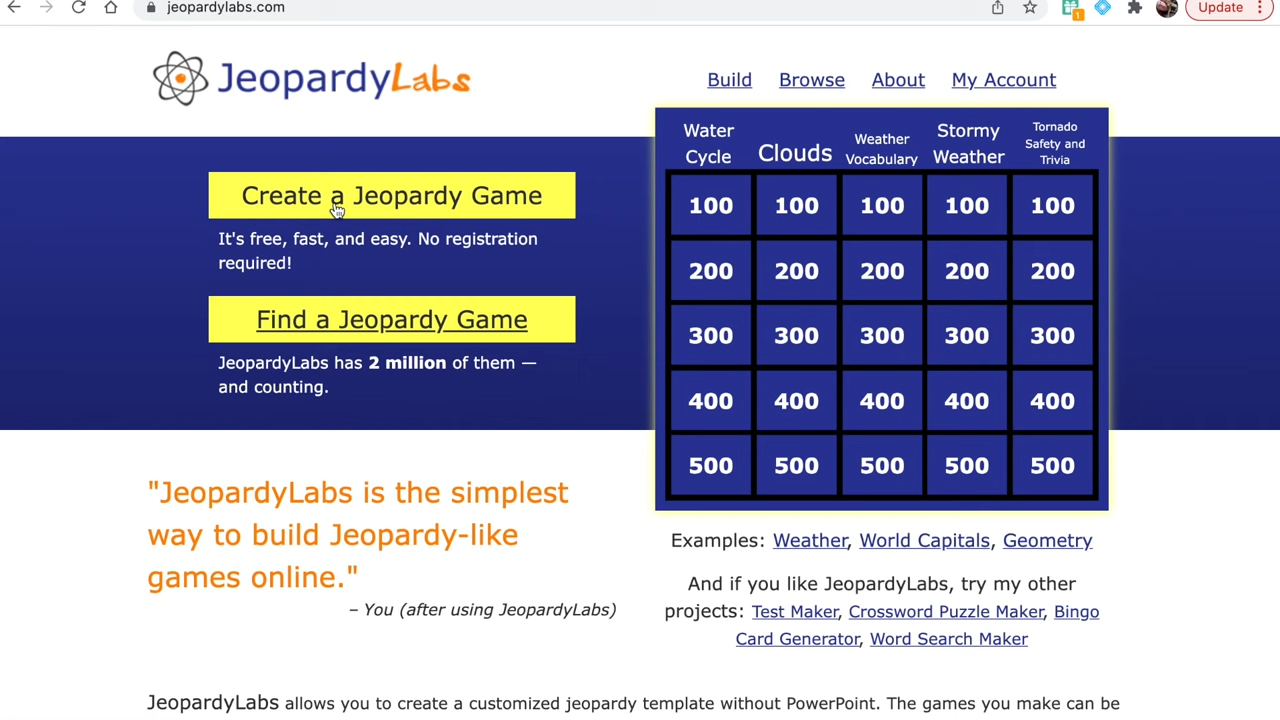 jeopardylabs.com
Update
1
JeopardyLabs
Build Browse About My Account
Create a Jeopardy Game
It's free, fast, and easy. No registration
required!
Find a Jeopardy Game
JeopardyLabs has 2 million of them —
and counting.
Water
Cycle
Clouds
Weather
Vocabulary
Stormy
Weather
Tornado
Safety and
Trivia
100 100 100 100 100
200 200 200 200 200
300 300 300 300 300
400 400 400 400 400
500 500 500 500 500
"JeopardyLabs is the simplest
way to build Jeopardy-like
games online."
– You (after using JeopardyLabs)
Examples: Weather, World Capitals, Geometry
And if you like JeopardyLabs, try my other
projects: Test Maker, Crossword Puzzle Maker, Bingo
Card Generator, Word Search Maker
JeopardyLabs allows you to create a customized jeopardy template without PowerPoint. The games you make can be